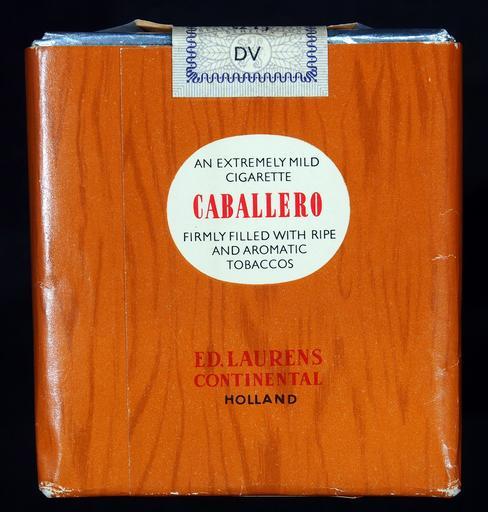 DV
AN EXTREMELY MILD
CIGARETTE
CABALLERO
FIRMLY FILLED WITH RIPE
AND AROMATIC
TOBACCOS
ED. LAURENS
CONTINENTAL
HOLLAND